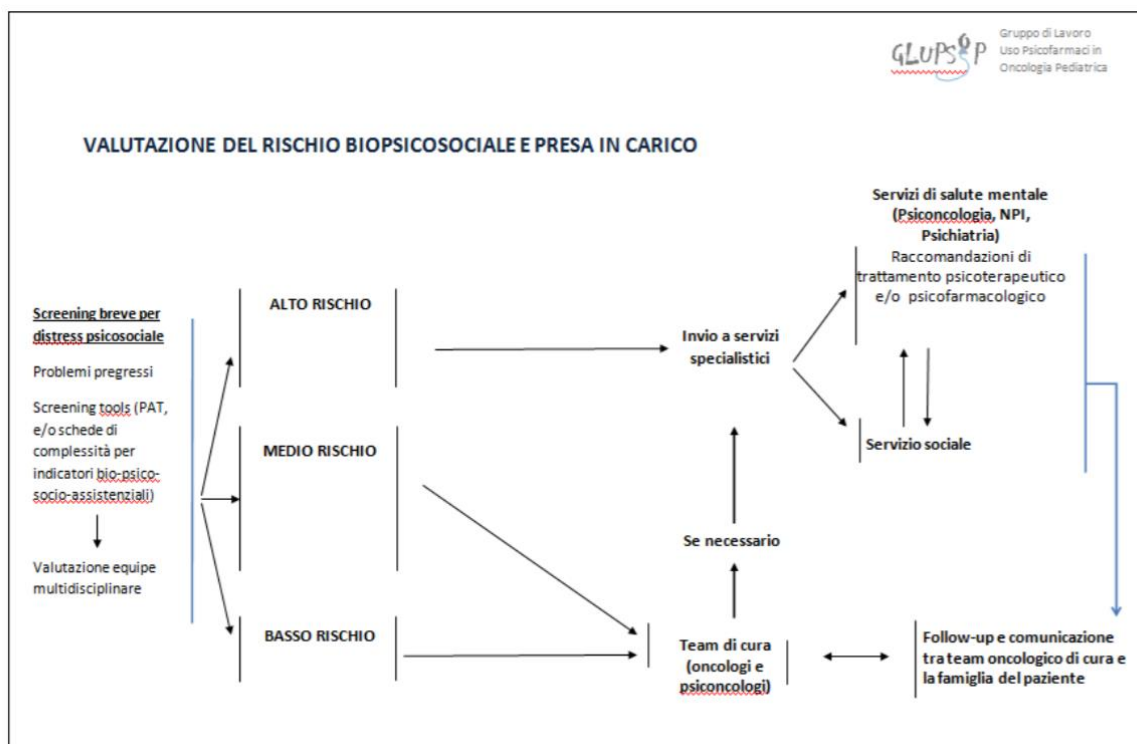 GLUPSOP
Gruppo di Lavoro
Uso Psicofarmaci in
Oncologia Pediatrica
VALUTAZIONE DEL RISCHIO BIOPSICOSOCIALE E PRESA IN CARICO
Screening breve per
distress psicosociale
Problemi pregressi
Screening tools (PAT,
e/o schede di
complessità per
indicatori bio-psico-
socio-assistenziali)
Valutazione equipe
multidisciplinare
ALTO RISCHIO
MEDIO RISCHIO
BASSO RISCHIO
Invio a servizi
specialistici
Se necessario
Team di cura
(oncologi e
psiconcologi)
Servizi di salute mentale
(Psiconcologia, NPI,
Psichiatria)
Raccomandazioni di
trattamento psicoterapeutico
e/o psicofarmacologico
Servizio sociale
Follow-up e comunicazione
tra team oncologico di cura e
la famiglia del paziente